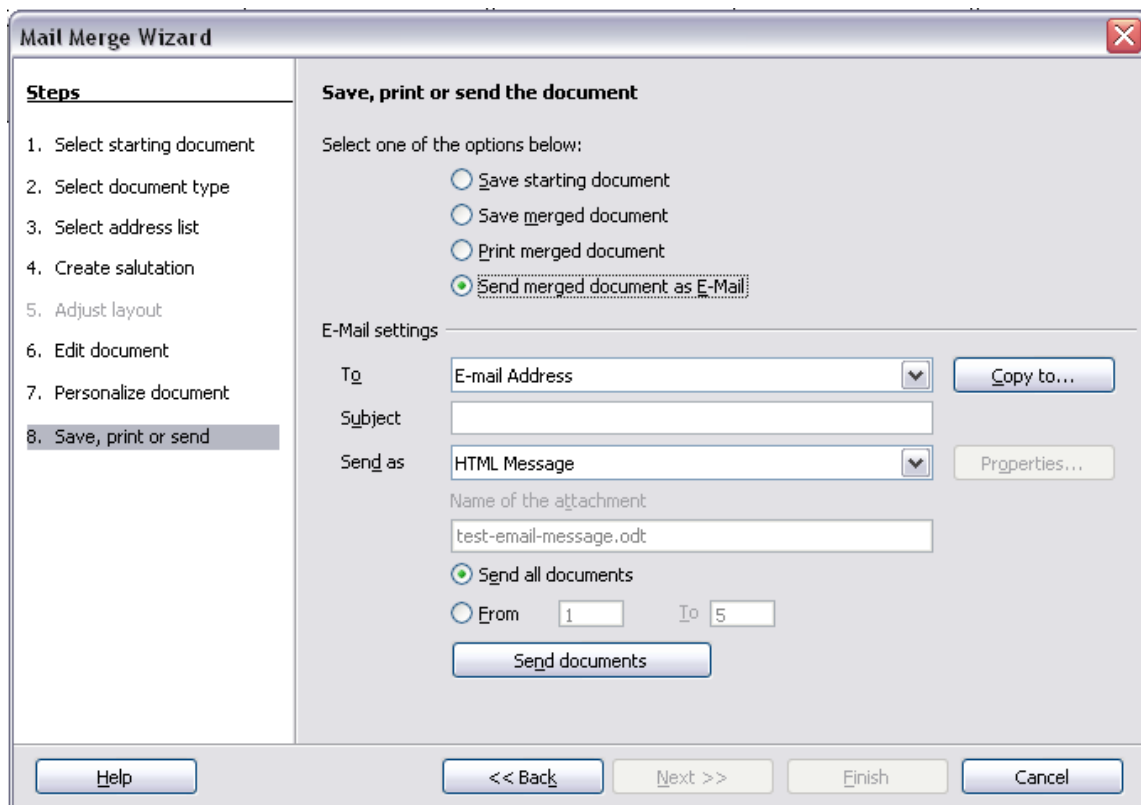 Mail Merge Wizard
Steps
1. Select starting document
2. Select document type
3. Select address list
4. Create salutation
5. Adjust layout
6. Edit document
7. Personalize document
8. Save, print or send
Save, print or send the document
Select one of the options below:
Save starting document
Save merged document
Print merged document
Send merged document as E-Mail
E-Mail settings
To E-mail Address Copy to...
Subject
Send as HTML Message Properties...
Name of the attachment
test-email-message.odt
Send all documents
From 1 To 5
Send documents
Help << Back Next >> Finish Cancel